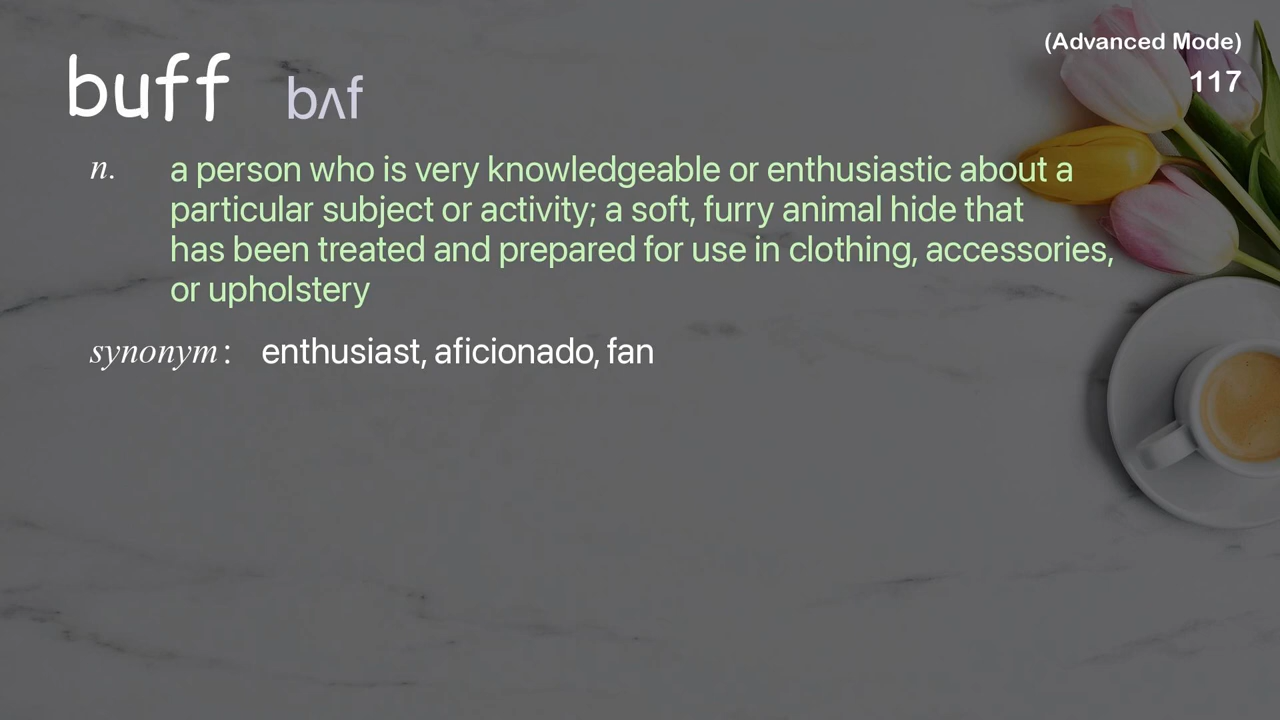 (Advanced Mode)
117
buff bʌf
n. a person who is very knowledgeable or enthusiastic about a
particular subject or activity; a soft, furry animal hide that
has been treated and prepared for use in clothing, accessories,
or upholstery
synonym: enthusiast, aficionado, fan